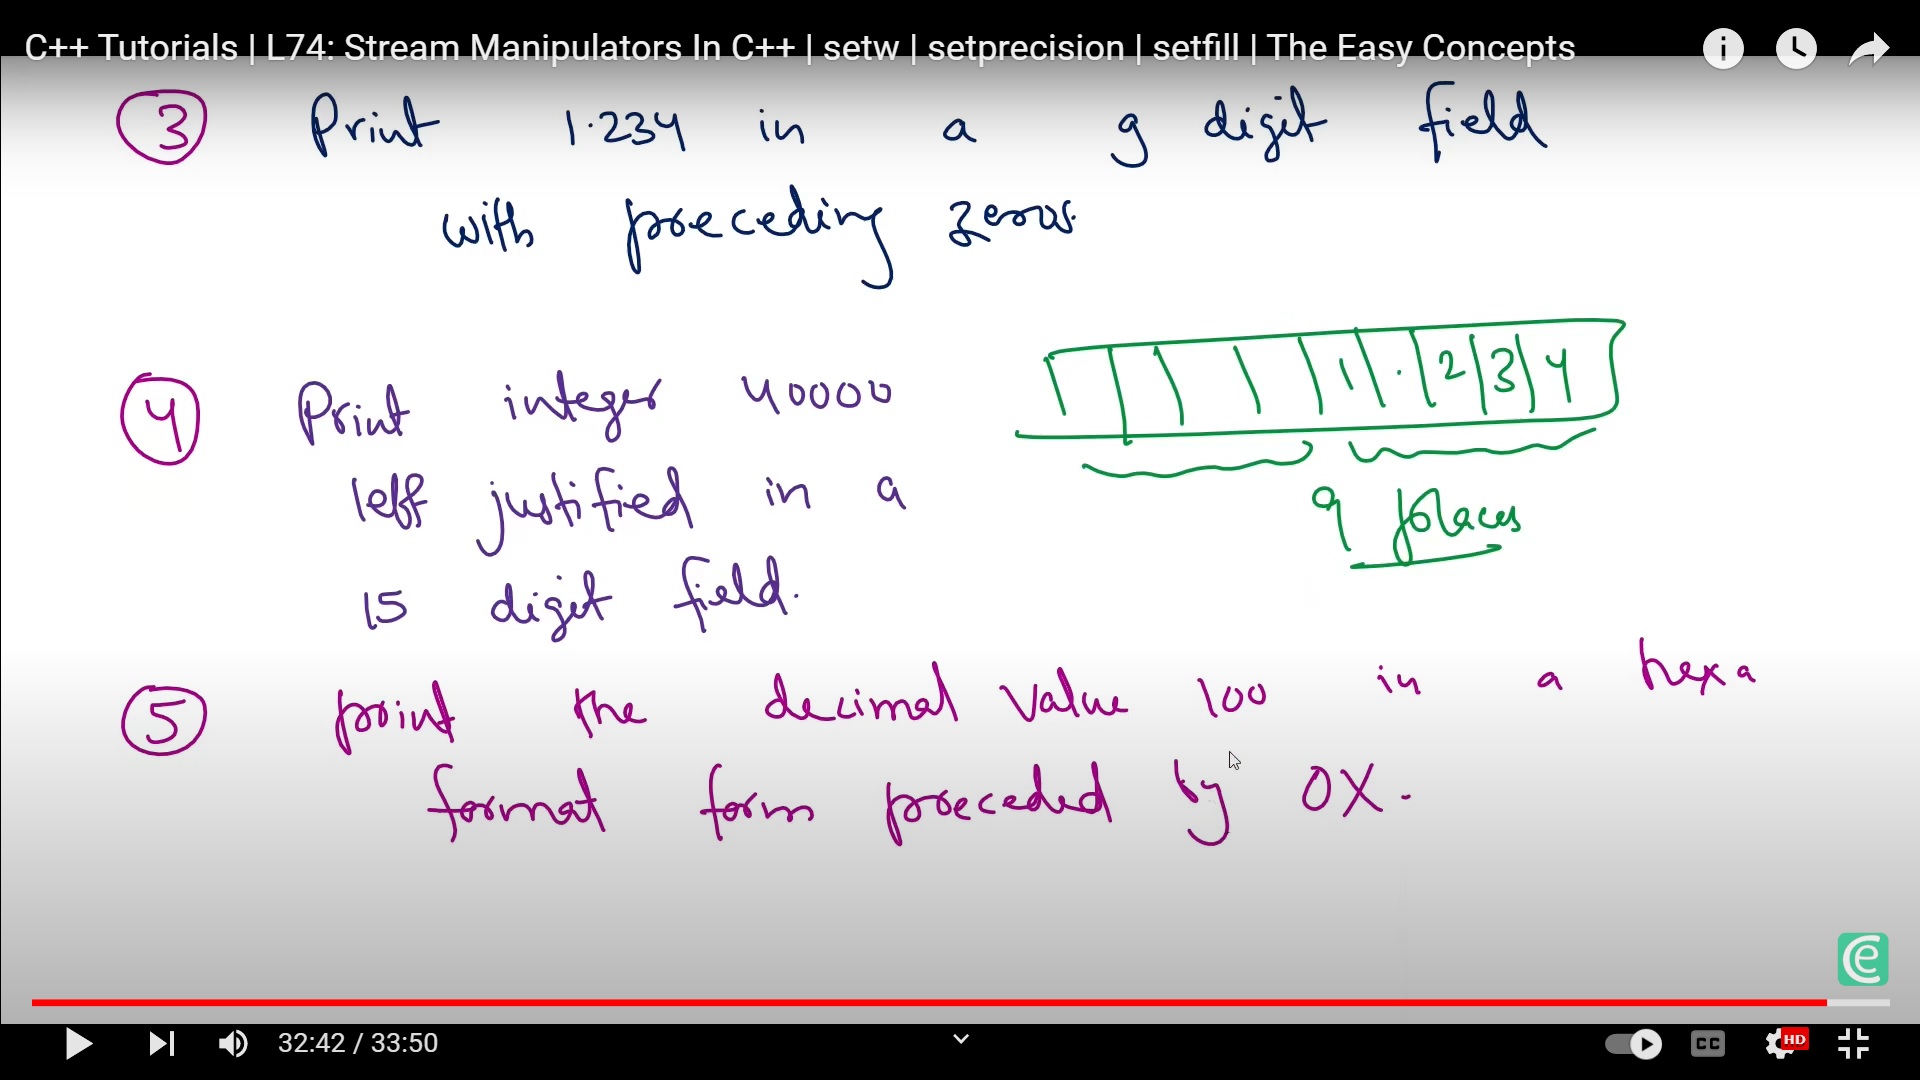 C++ Tutorials | L74: Stream Manipulators In C++ | setw | setprecision | setfill | The Easy Concepts
3 Print 1.234 in a 9 digit field
with preceding zeros.
1 . 2 3 4
9 places
4 Print integer 40000
left justified in a
15 digit field.
5 print the decimal value 100 in a hexa
format form preceded by 0X.
e
32:42 / 33:50
CC
HD